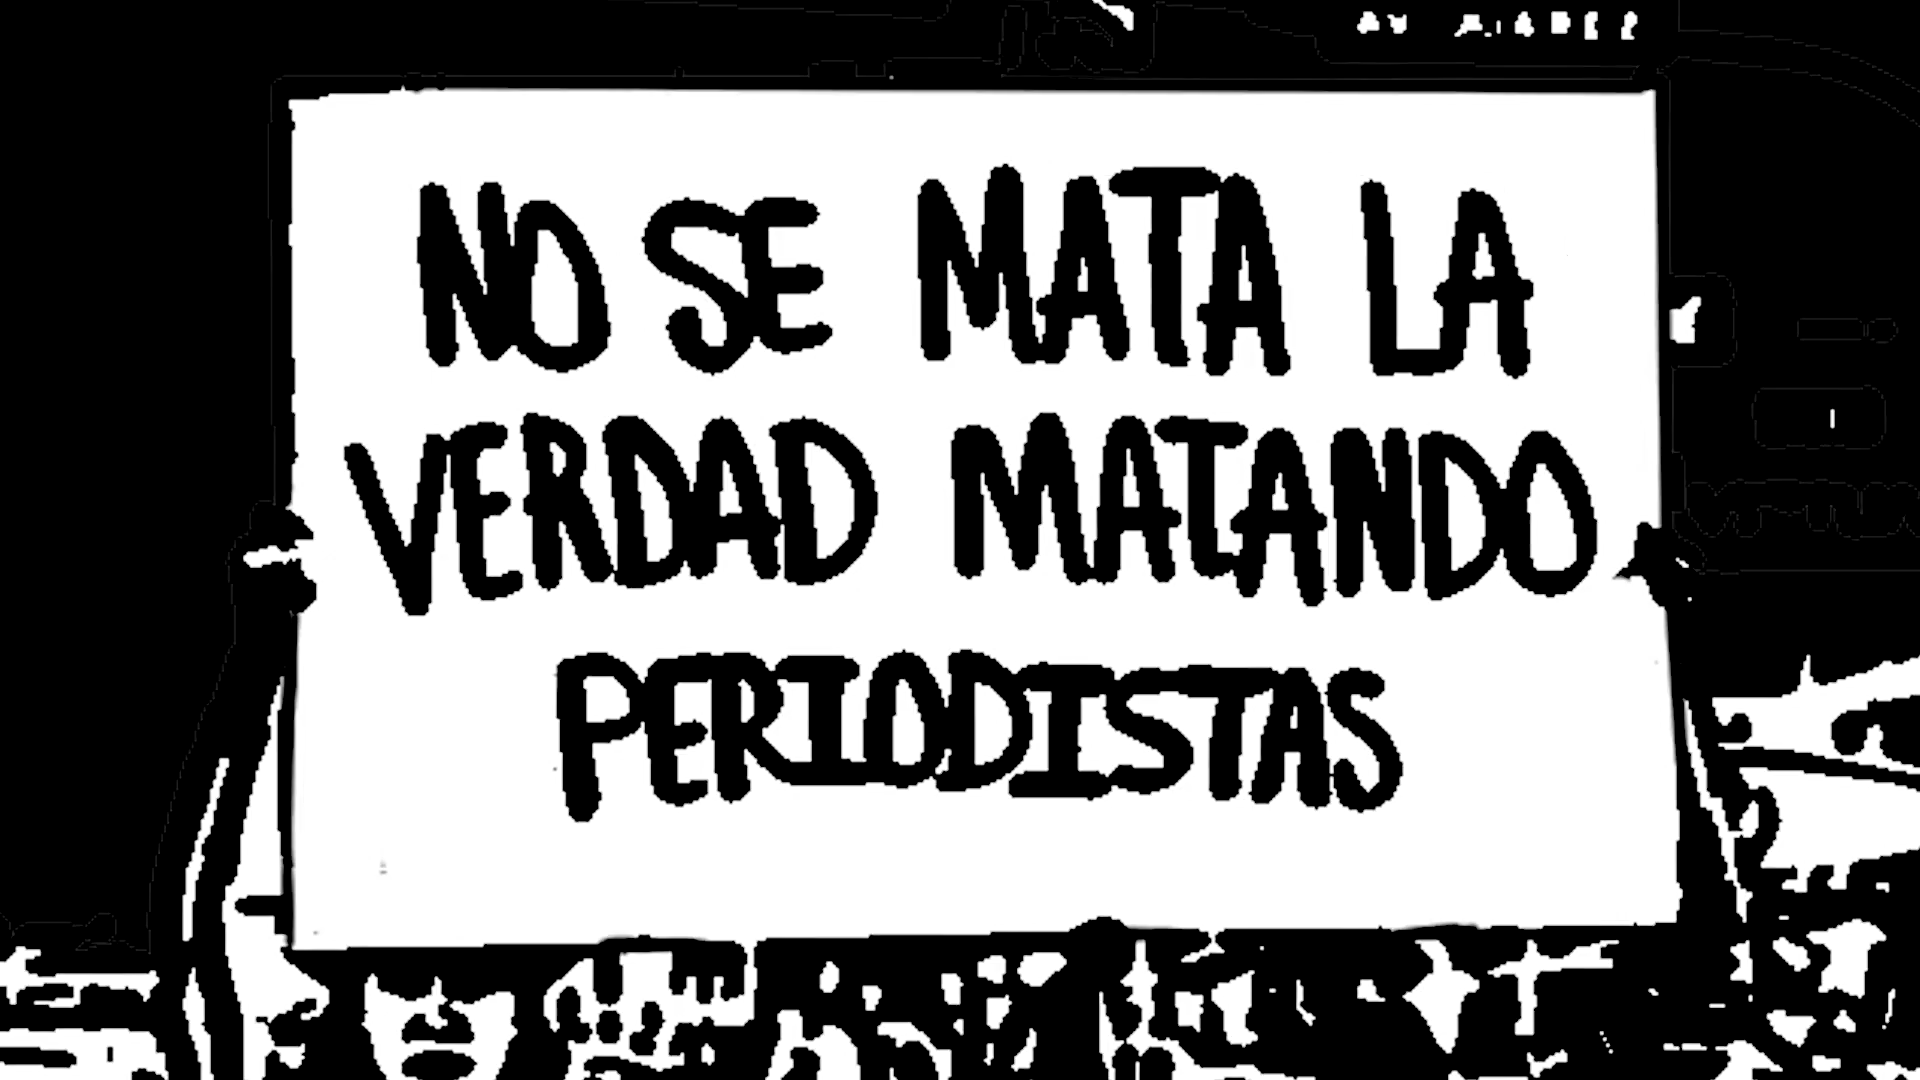 NO SE MATA LA
VERDAD MATANDO
PERIODISTAS